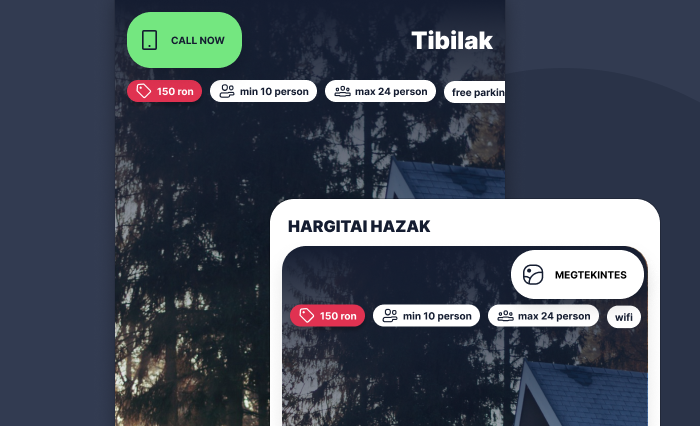 CALL NOW
Tibilak
150 ron
min 10 person
max 24 person
free parkin
HARGITAI HAZAK
MEGTEKINTES
150 ron
min 10 person
max 24 person
wifi